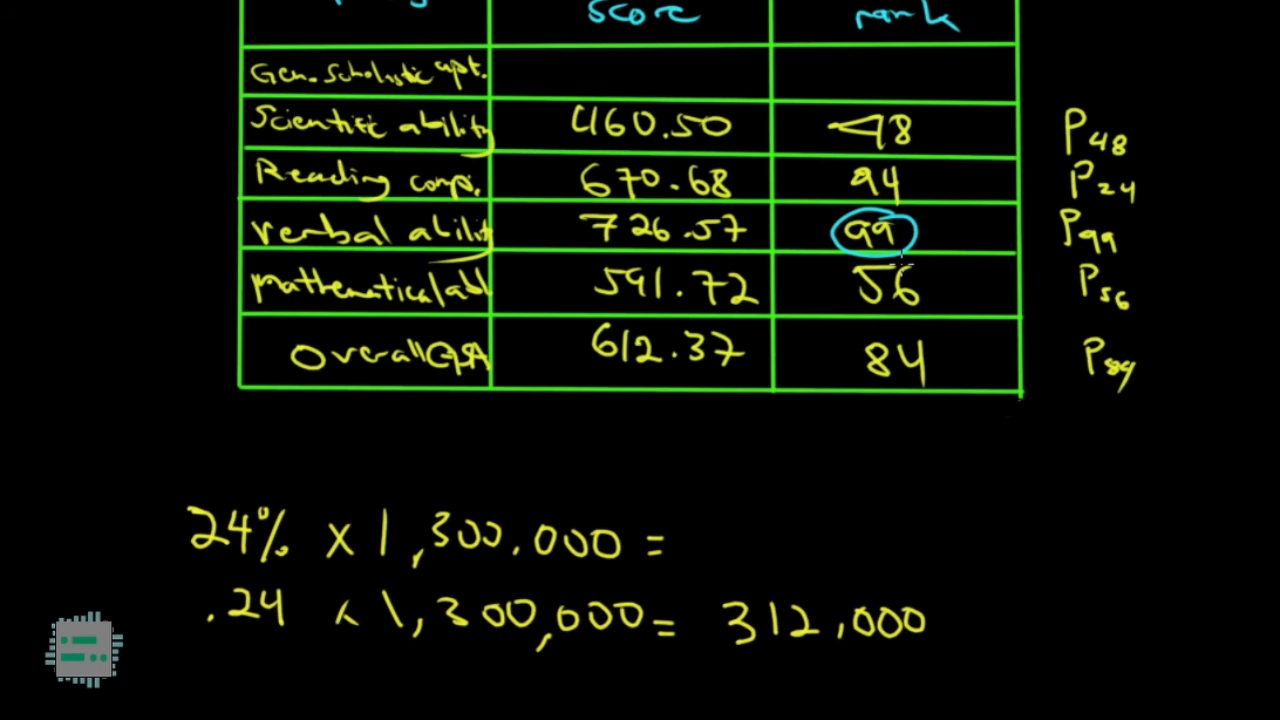 score rank
Gen. Scholastic apt.
Scientific ability 460.50 48 P48
Reading comp. 670.68 94 P24
verbal abilit 726.57 99 P99
mathematical abl 591.72 56 P56
Overall GSA 612.37 84 P84
24% x 1,300,000 =
.24 x 1,300,000 = 312,000